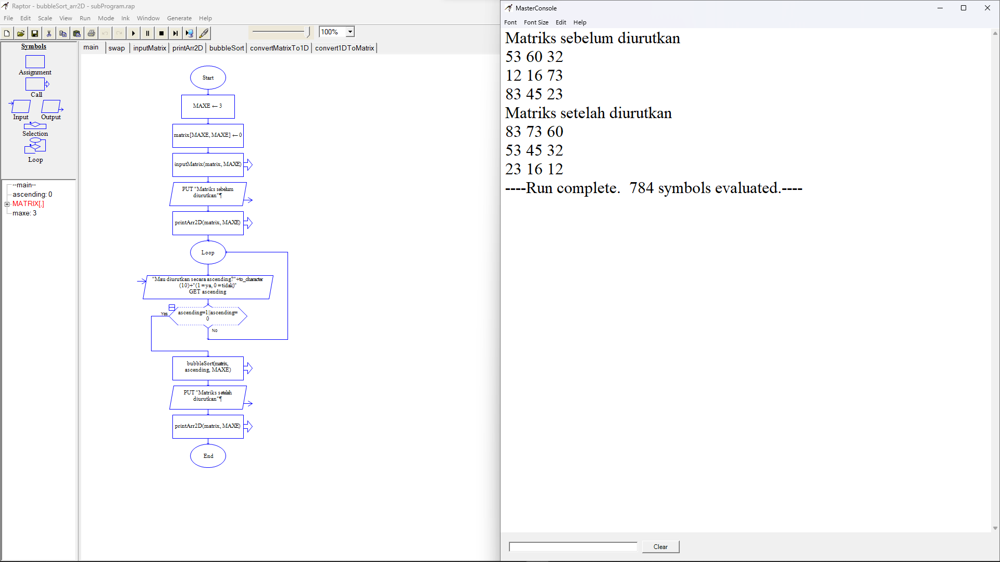 Raptor - bubbleSort_arr2D - subProgram.rap
File Edit Scale View Run Mode Ink Window Generate Help
100%
Symbols
Assignment
Call
Input Output
Selection
Loop
--main--
ascending: 0
MATRIX[,]
maxe: 3
main swap inputMatrix printArr2D bubbleSort convertMatrixTo1D convert1DToMatrix
Start
MAXE ← 3
matrix[MAXE, MAXE] ← 0
inputMatrix(matrix, MAXE)
PUT "Matriks sebelum
diurutkan"¶
printArr2D(matrix, MAXE)
Loop
"Mau diurutkan secara ascending?"+to_character
(10)+"(1 = ya, 0 = tidak)"
GET ascending
Yes
ascending=1||ascending=
0
No
bubbleSort(matrix,
ascending, MAXE)
PUT "Matriks setelah
diurutkan"¶
printArr2D(matrix, MAXE)
End
MasterConsole
Font Font Size Edit Help
Matriks sebelum diurutkan
53 60 32
12 16 73
83 45 23
Matriks setelah diurutkan
83 73 60
53 45 32
23 16 12
----Run complete.  784 symbols evaluated.----
Clear